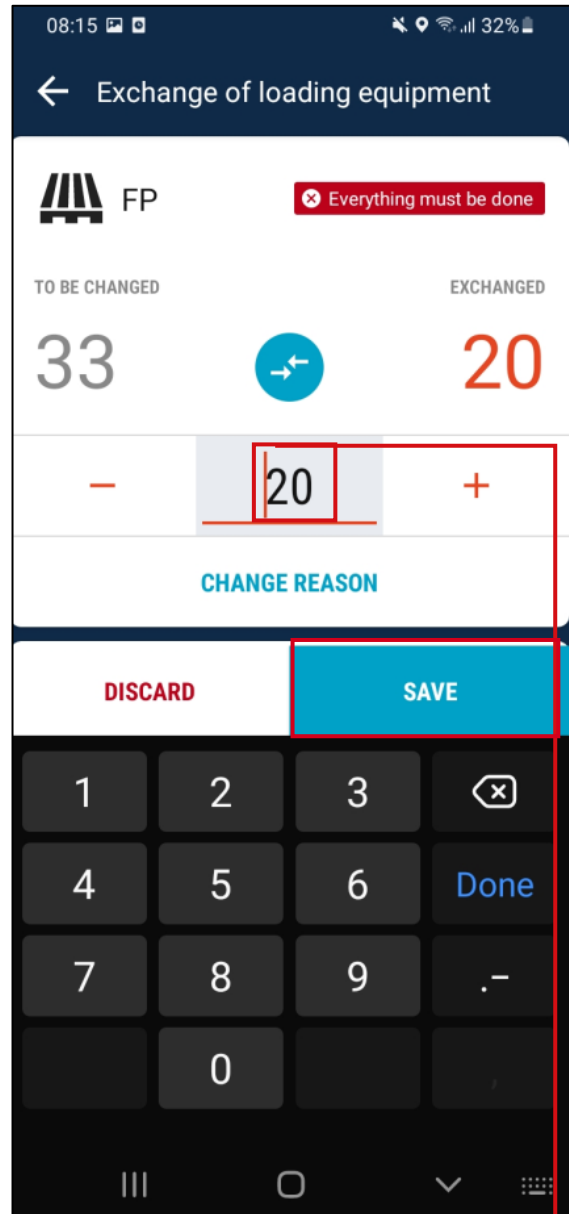 08:15 32%
Exchange of loading equipment
FP Everything must be done
TO BE CHANGED EXCHANGED
33 20
− 20 +
CHANGE REASON
DISCARD SAVE
1 2 3
4 5 6 Done
7 8 9 .-
0 ,